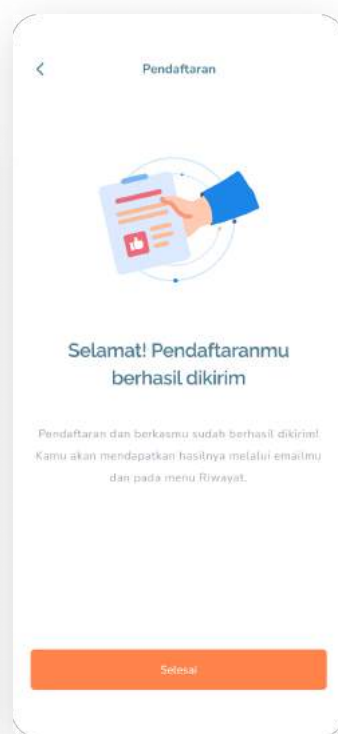 Pendaftaran
Selamat! Pendaftaranmu
berhasil dikirim
Pendaftaran dan berkasmu sudah berhasil dikirim!
Kamu akan mendapatkan hasilnya melalui emailmu
dan pada menu Riwayat.
Selesai